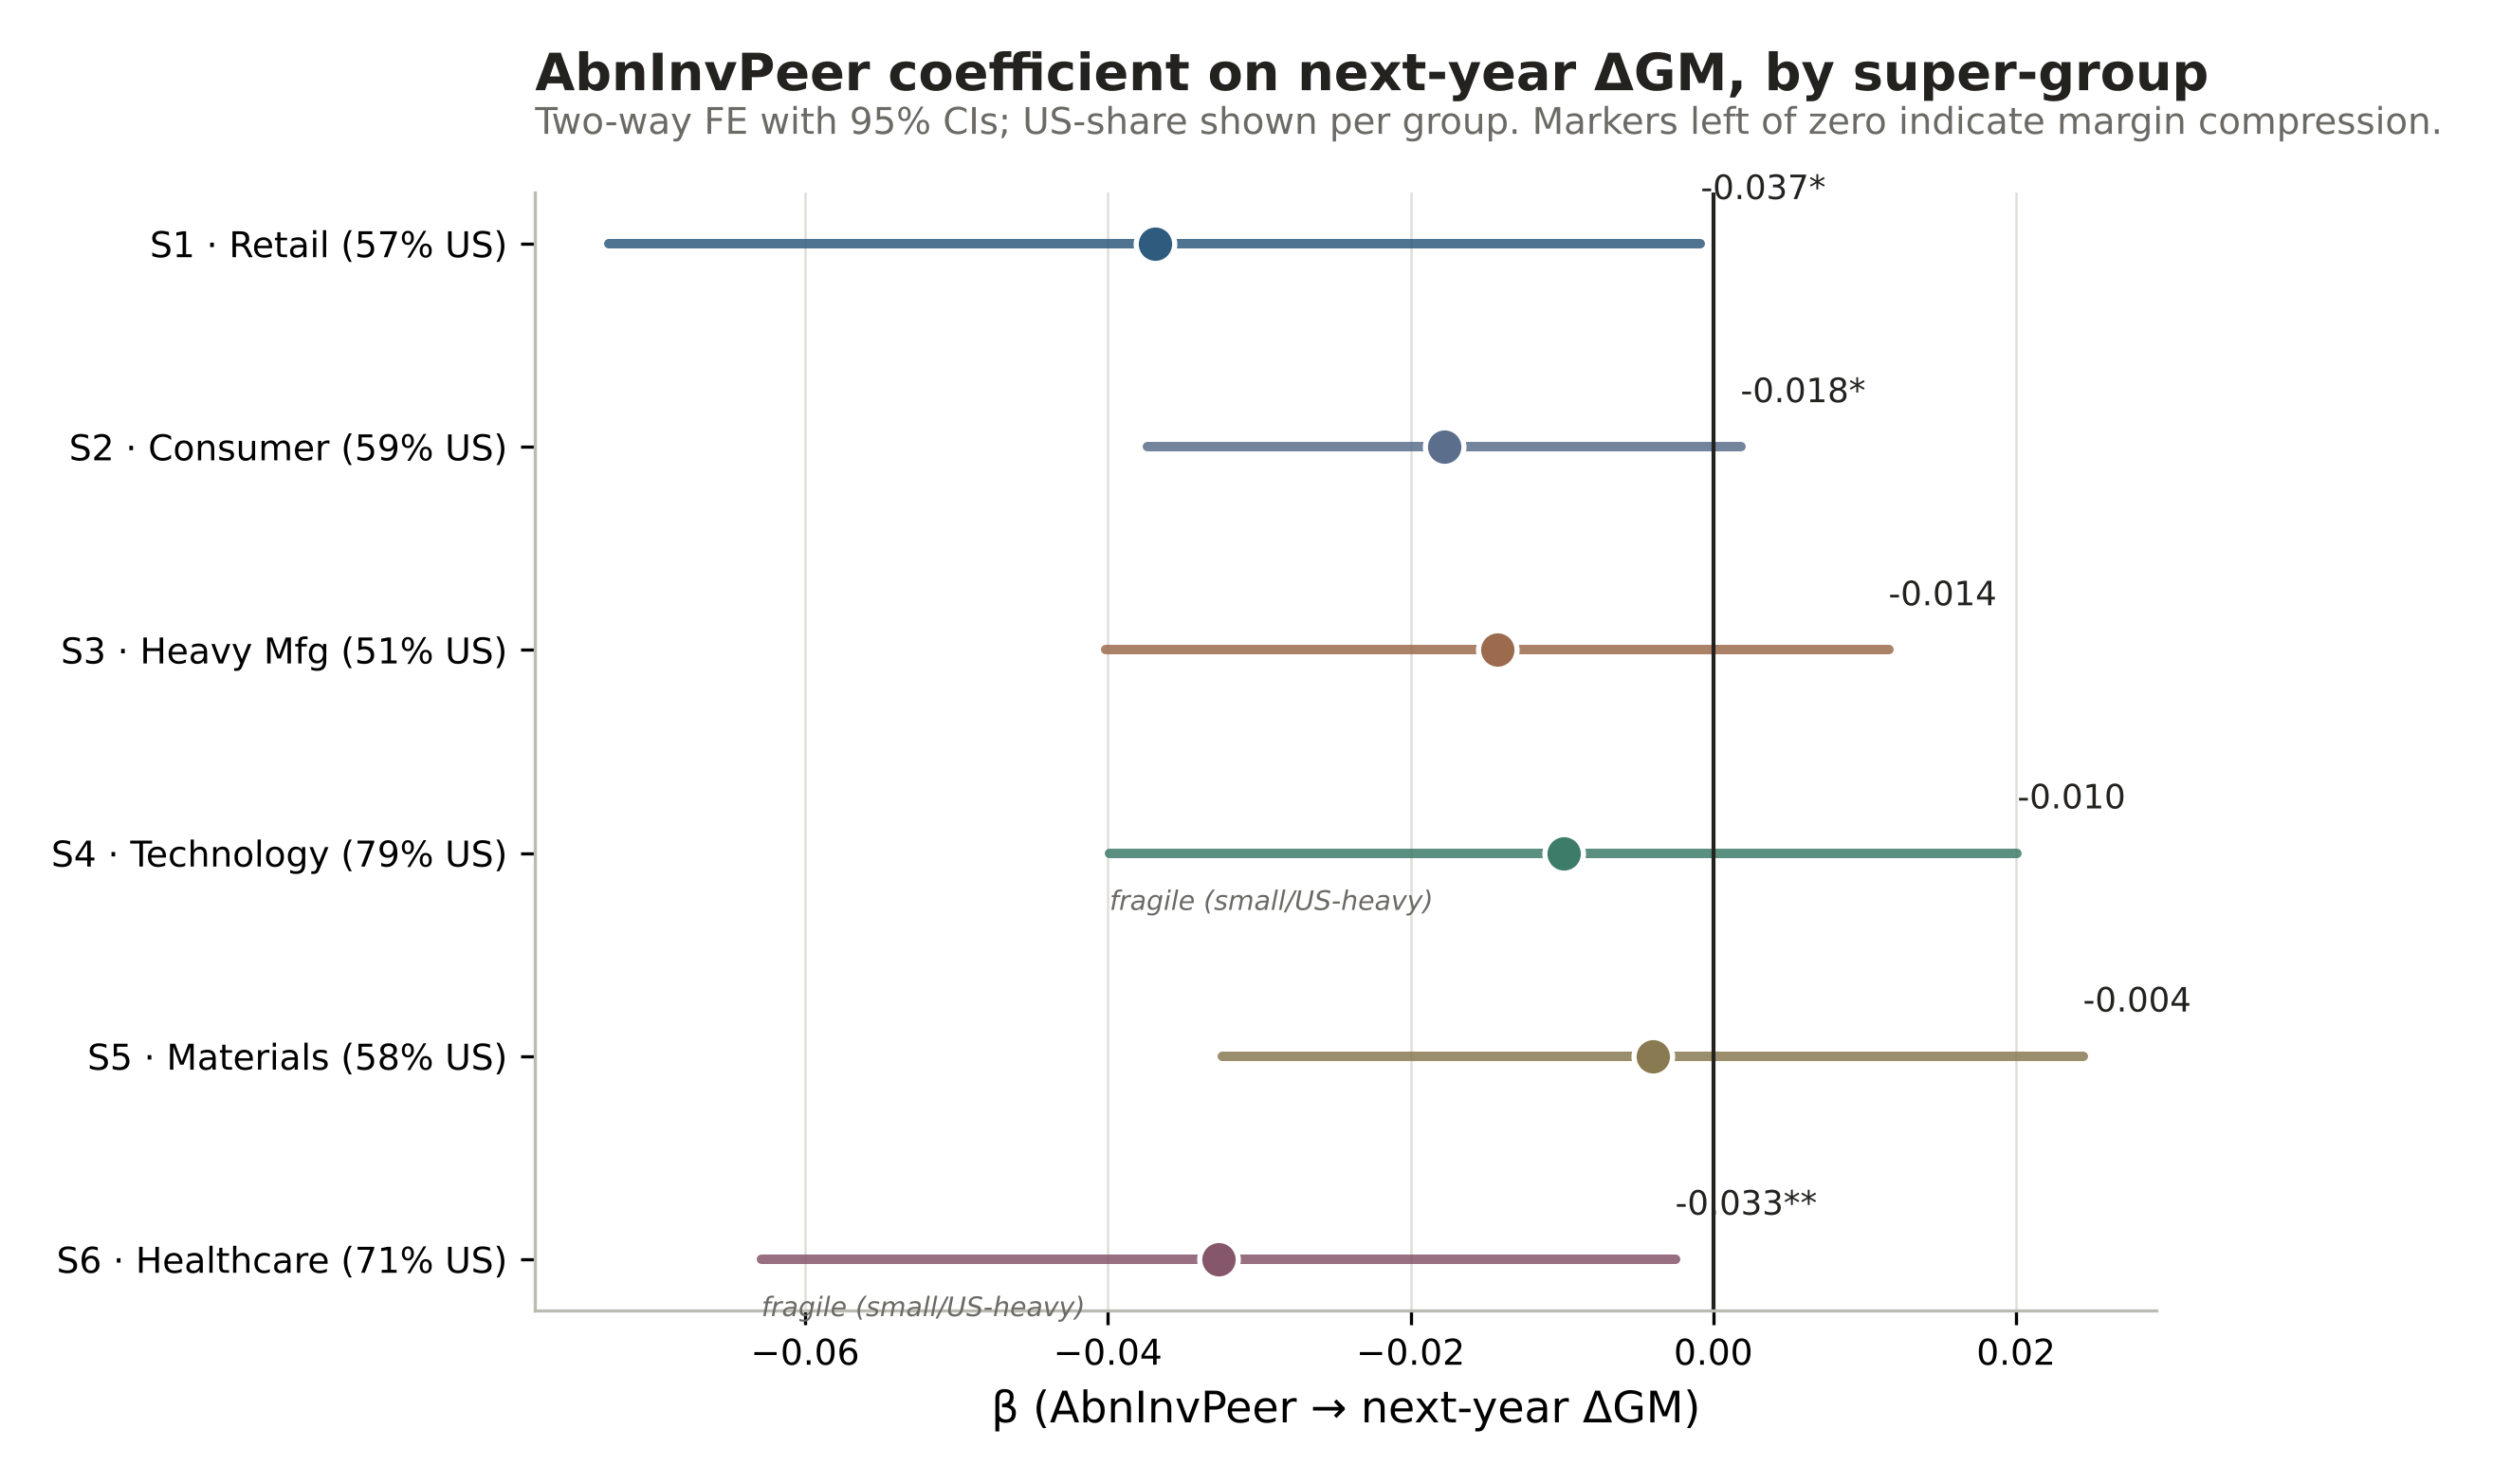 AbnInvPeer coefficient on next-year ΔGM, by super-group
Two-way FE with 95% CIs; US-share shown per group. Markers left of zero indicate margin compression.
-0.037*
S1 · Retail (57% US)
-0.018*
S2 · Consumer (59% US)
-0.014
S3 · Heavy Mfg (51% US)
-0.010
S4 · Technology (79% US)
fragile (small/US-heavy)
-0.004
S5 · Materials (58% US)
-0.033**
S6 · Healthcare (71% US)
fragile (small/US-heavy)
−0.06 −0.04 −0.02 0.00 0.02
β (AbnInvPeer → next-year ΔGM)